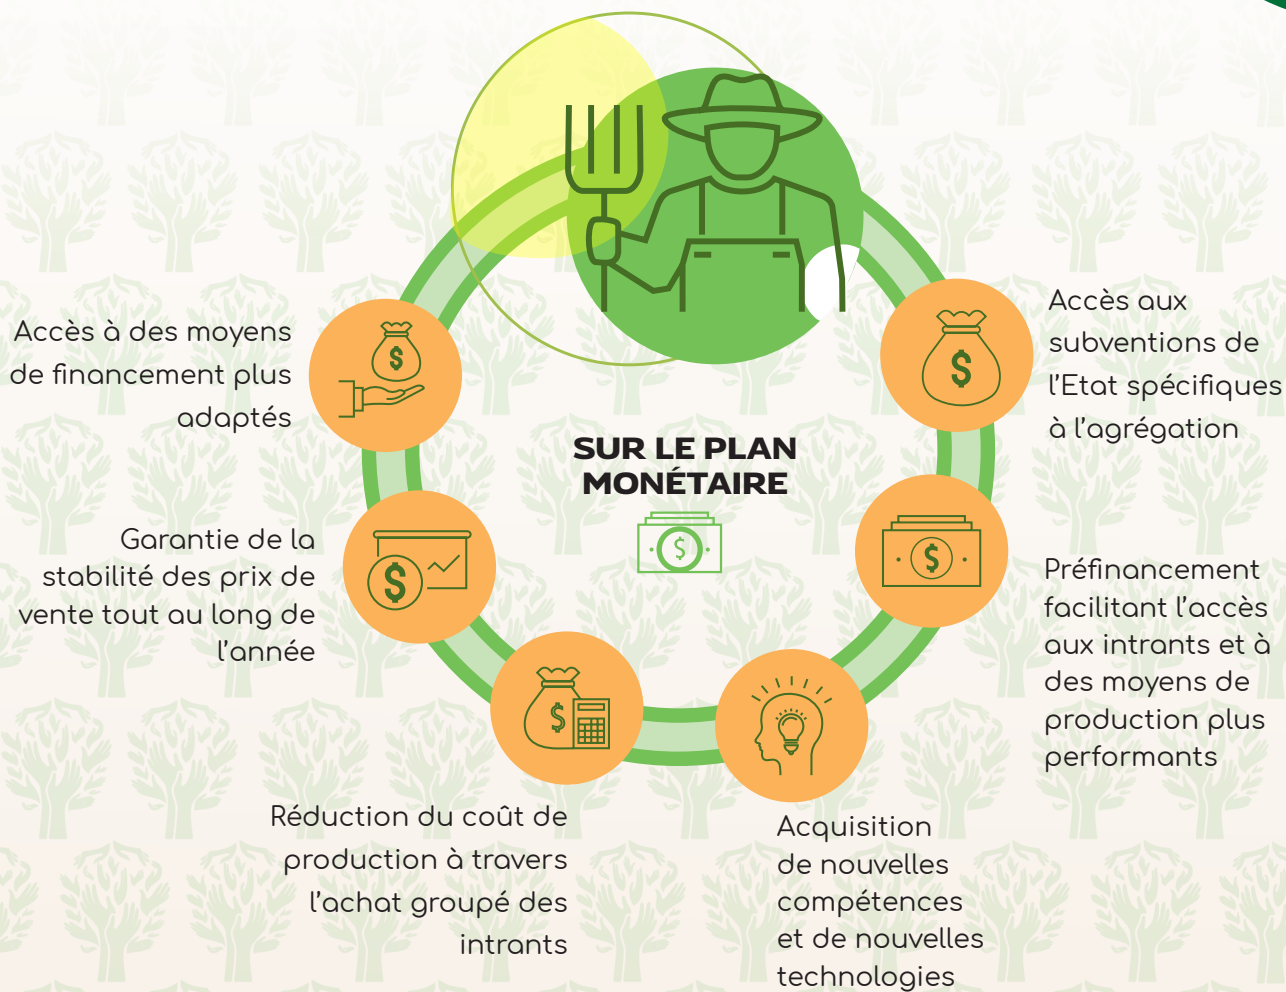 Accès à des moyens
de financement plus
adaptés
Accès aux
subventions de
l'Etat spécifiques
à l'agrégation
SUR LE PLAN
MONÉTAIRE
Garantie de la
stabilité des prix de
vente tout au long de
l'année
Préfinancement
facilitant l'accès
aux intrants et à
des moyens de
production plus
performants
Réduction du coût de
production à travers
l'achat groupé des
intrants
Acquisition
de nouvelles
compétences
et de nouvelles
technologies